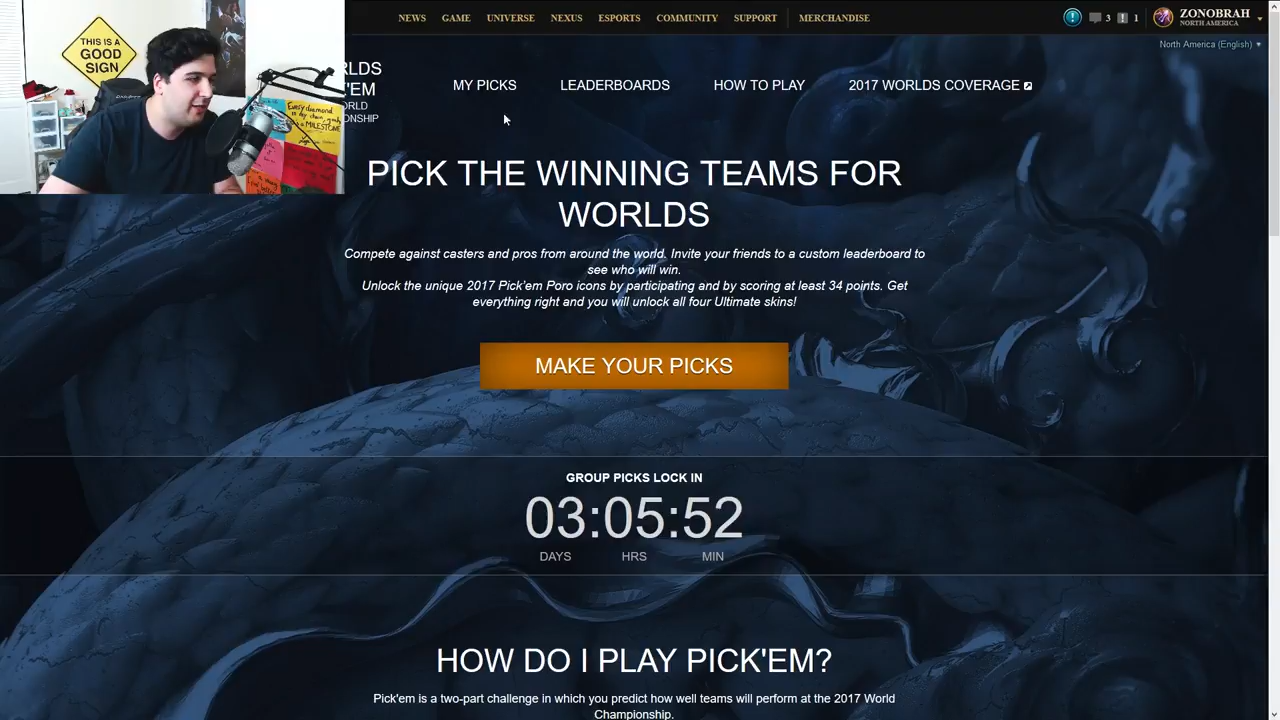 NEWS GAME UNIVERSE NEXUS ESPORTS COMMUNITY SUPPORT MERCHANDISE
3 1 ZONOBRAH
NORTH AMERICA
North America (English)
THIS IS A
GOOD
SIGN
RLDS
'EM
ORLD
ONSHIP
MY PICKS LEADERBOARDS HOW TO PLAY 2017 WORLDS COVERAGE
Every diamond
MILESTONE
PICK THE WINNING TEAMS FOR
WORLDS
Compete against casters and pros from around the world. Invite your friends to a custom leaderboard to
see who will win.
Unlock the unique 2017 Pick'em Poro icons by participating and by scoring at least 34 points. Get
everything right and you will unlock all four Ultimate skins!
MAKE YOUR PICKS
GROUP PICKS LOCK IN
03:05:52
DAYS HRS MIN
HOW DO I PLAY PICK'EM?
Pick'em is a two-part challenge in which you predict how well teams will perform at the 2017 World
Championship.